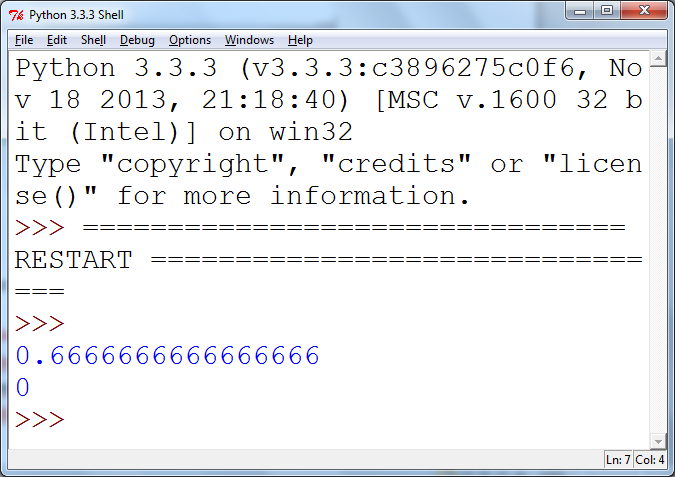 Python 3.3.3 Shell
File Edit Shell Debug Options Windows Help
Python 3.3.3 (v3.3.3:c3896275c0f6, No
v 18 2013, 21:18:40) [MSC v.1600 32 b
it (Intel)] on win32
Type "copyright", "credits" or "licen
se()" for more information.
>>> ================================
RESTART =============================
===
>>>
0.6666666666666666
0
>>>
Ln: 7 Col: 4